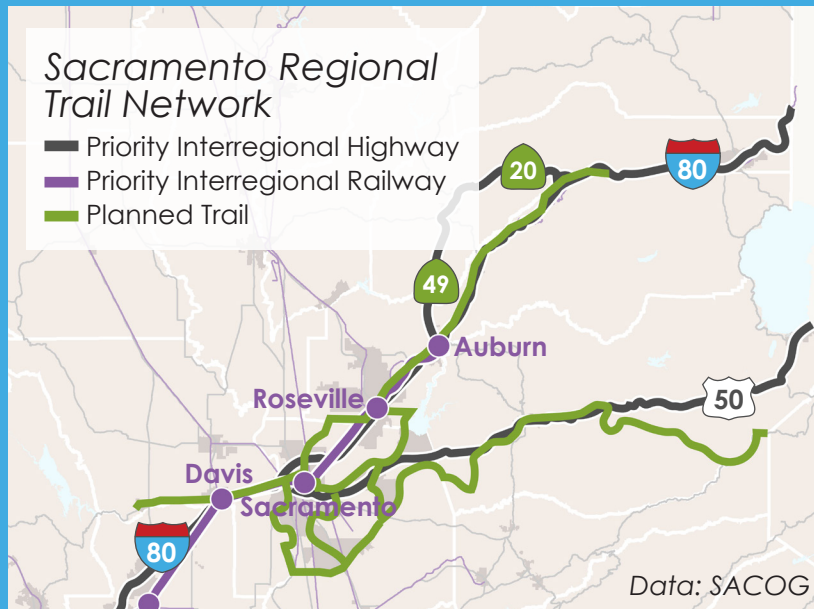 Sacramento Regional
Trail Network
Priority Interregional Highway
Priority Interregional Railway
Planned Trail
20
80
49
Auburn
Roseville
50
Davis
Sacramento
80
Data: SACOG